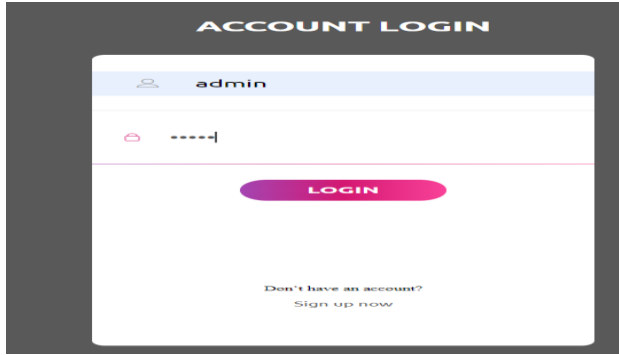 ACCOUNT LOGIN
admin
•••••
LOGIN
Don't have an account?
Sign up now